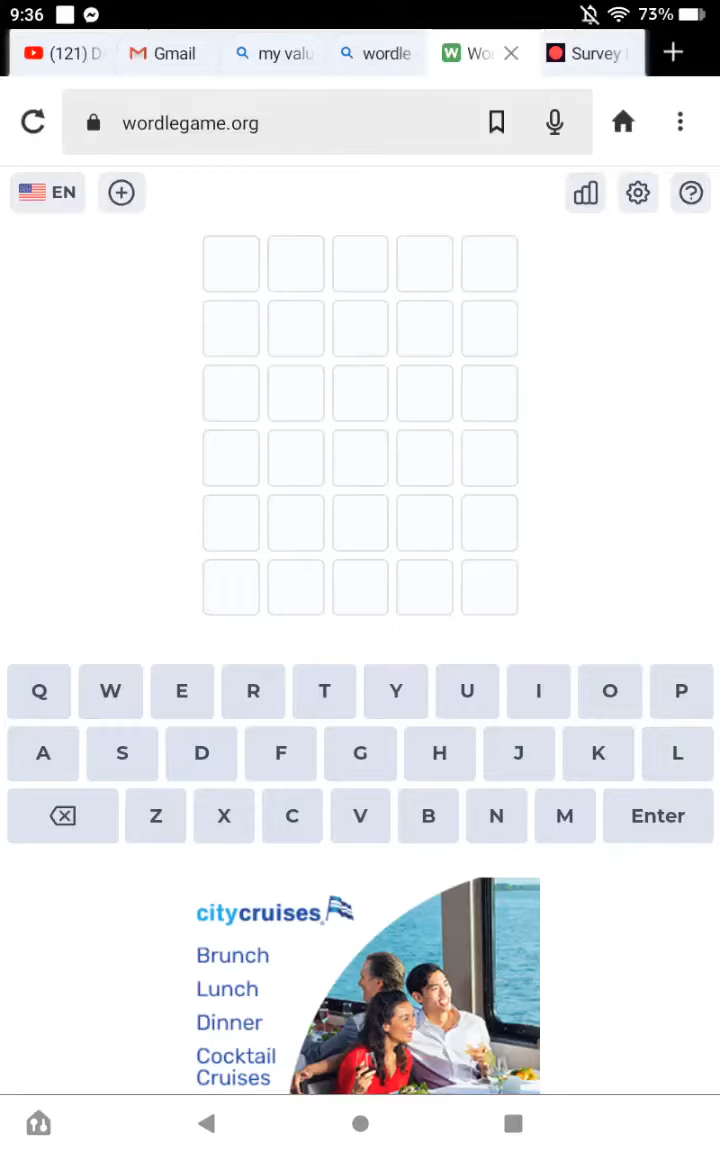 9:36 73%
(121) D Gmail my valu wordle Wo Survey
wordlegame.org
EN
Q W E R T Y U I O P
A S D F G H J K L
Z X C V B N M Enter
citycruises
Brunch
Lunch
Dinner
Cocktail
Cruises